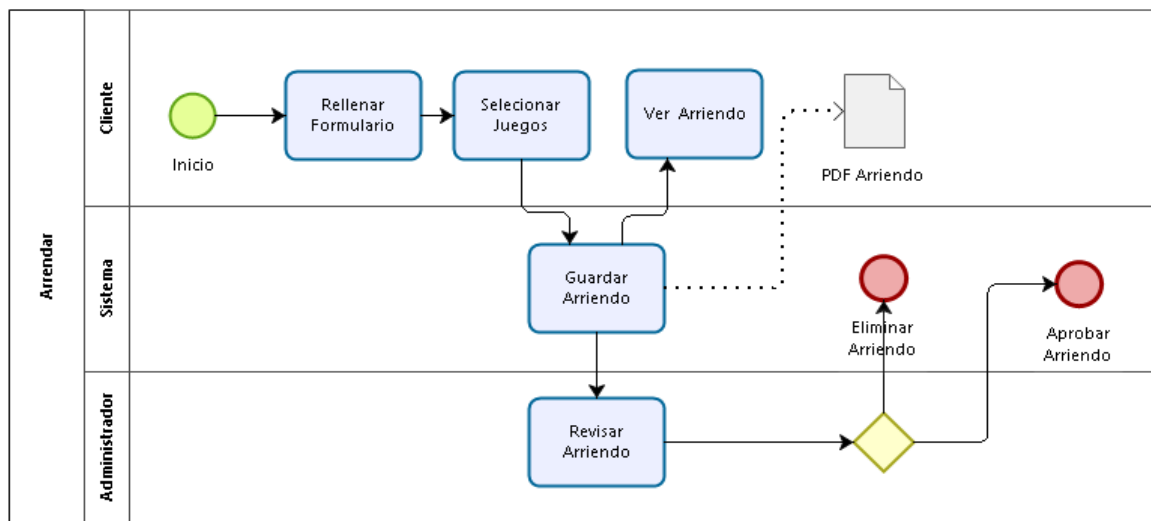 Arrendar
Cliente
Inicio
Rellenar
Formulario
Selecionar
Juegos
Ver Arriendo
PDF Arriendo
Sistema
Guardar
Arriendo
Eliminar
Arriendo
Aprobar
Arriendo
Administrador
Revisar
Arriendo